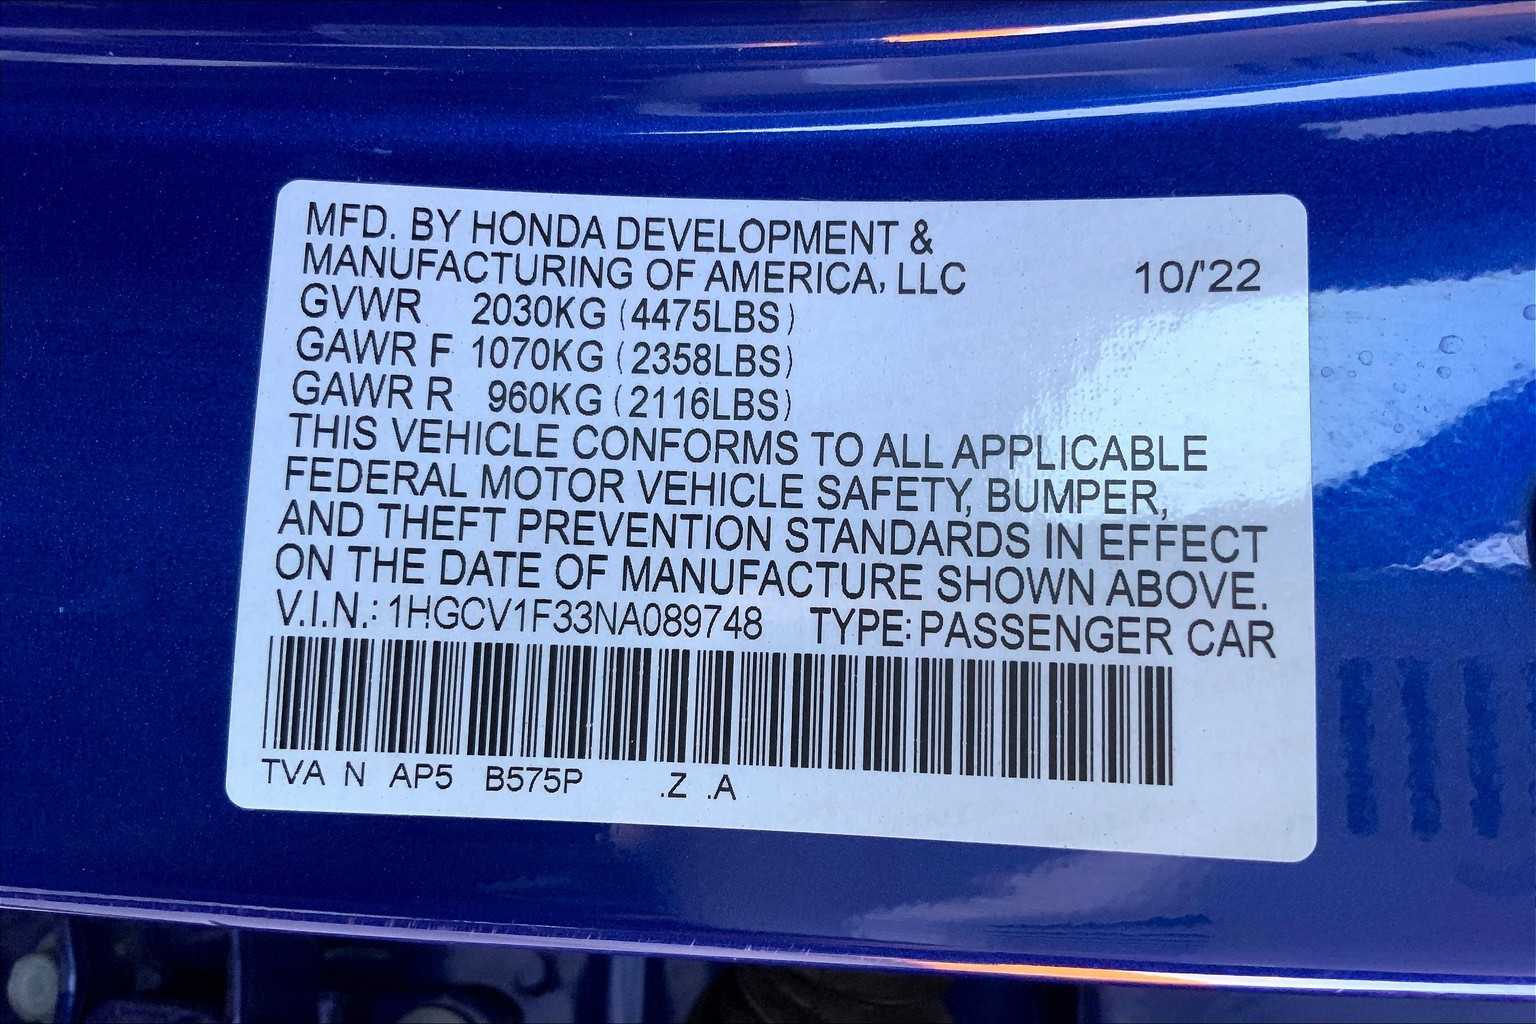 MFD. BY HONDA DEVELOPMENT &
MANUFACTURING OF AMERICA, LLC 10/'22
GVWR 2030KG (4475LBS)
GAWR F 1070KG (2358LBS)
GAWR R 960KG (2116LBS)
THIS VEHICLE CONFORMS TO ALL APPLICABLE
FEDERAL MOTOR VEHICLE SAFETY, BUMPER,
AND THEFT PREVENTION STANDARDS IN EFFECT
ON THE DATE OF MANUFACTURE SHOWN ABOVE.
V.I.N.: 1HGCV1F33NA089748 TYPE: PASSENGER CAR
TVA N AP5 B575P .Z .A